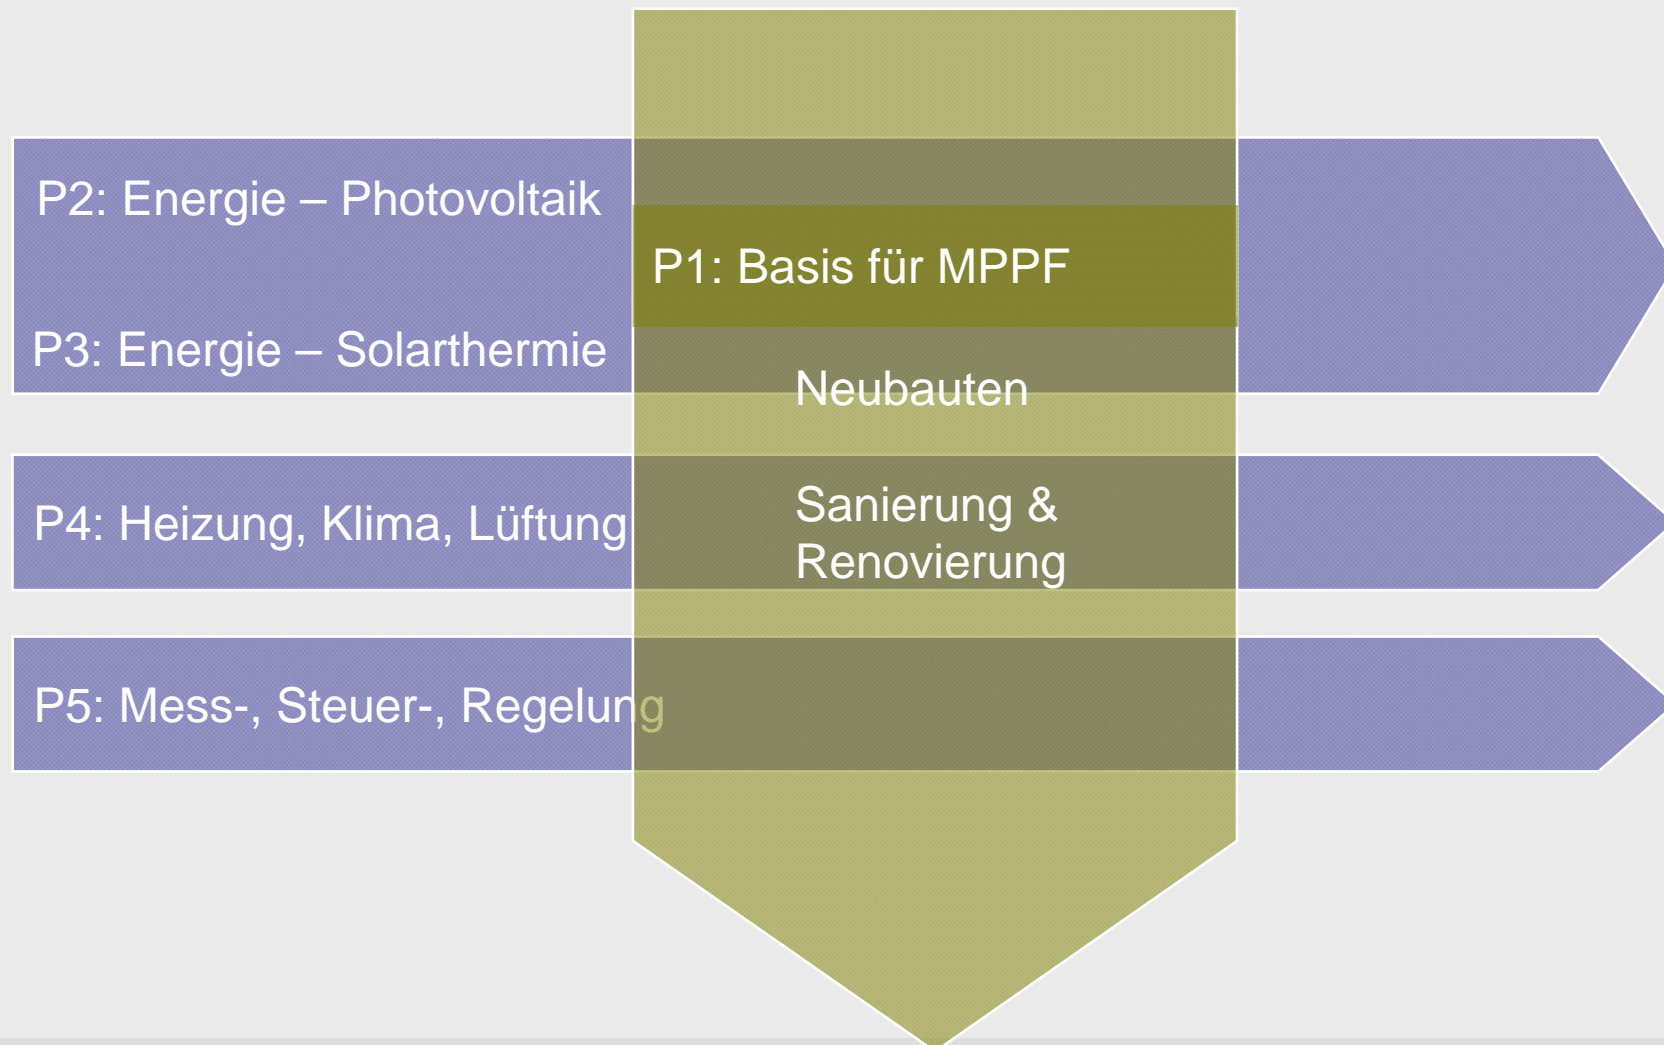 P2: Energie – Photovoltaik
P1: Basis für MPPF
P3: Energie – Solarthermie
Neubauten
P4: Heizung, Klima, Lüftung
Sanierung &
Renovierung
P5: Mess-, Steuer-, Regelung